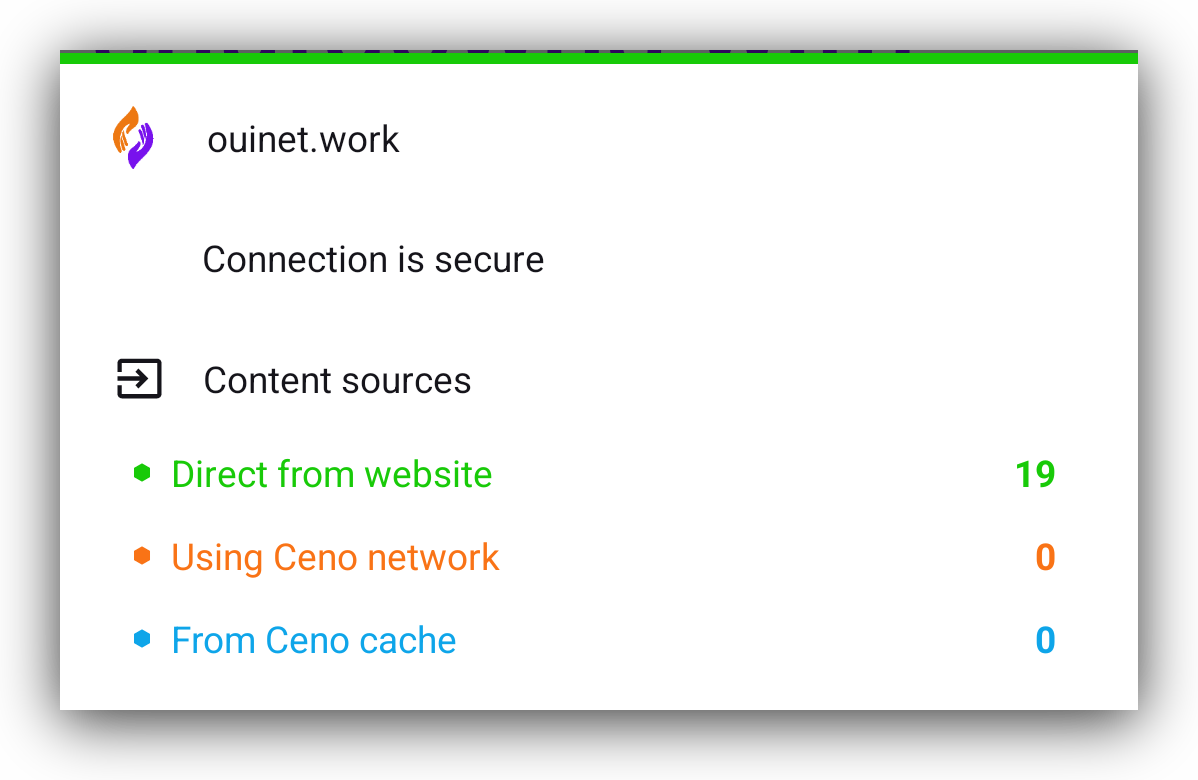 ouinet.work
Connection is secure
Content sources
Direct from website 19
Using Ceno network 0
From Ceno cache 0